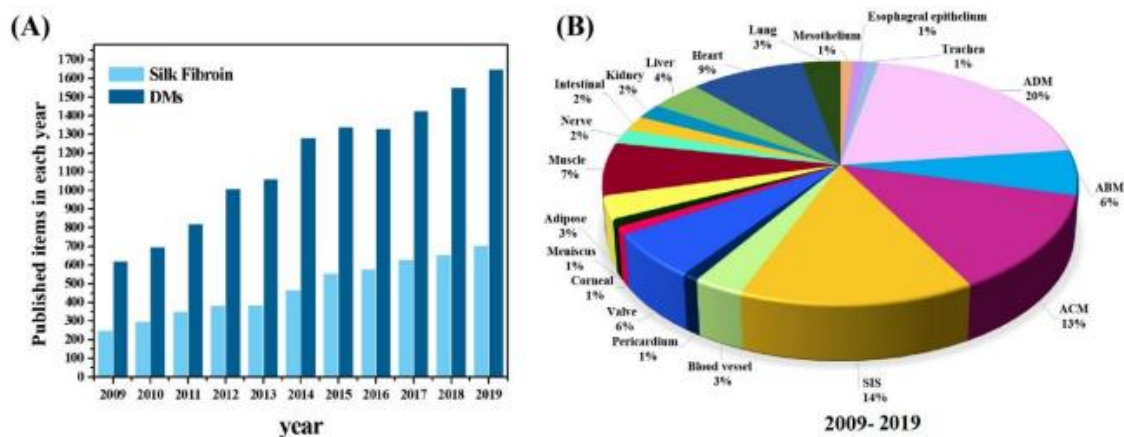 (A)
Published items in each year
1700
1600
1500
1400
1300
1200
1100
1000
900
800
700
600
500
400
300
200
100
0
Silk Fibroin
DMs
2009 2010 2011 2012 2013 2014 2015 2016 2017 2018 2019
year
(B)
Esophageal epithelium
1%
Mesothelium
1%
Lung
3%
Trachea
1%
Heart
9%
ADM
20%
Liver
4%
Kidney
2%
Intestinal
2%
Nerve
2%
Muscle
7%
ABM
6%
Adipose
3%
Meniscus
1%
Corneal
1%
Valve
6%
Pericardium
1%
Blood vessel
3%
SIS
14%
ACM
13%
2009- 2019